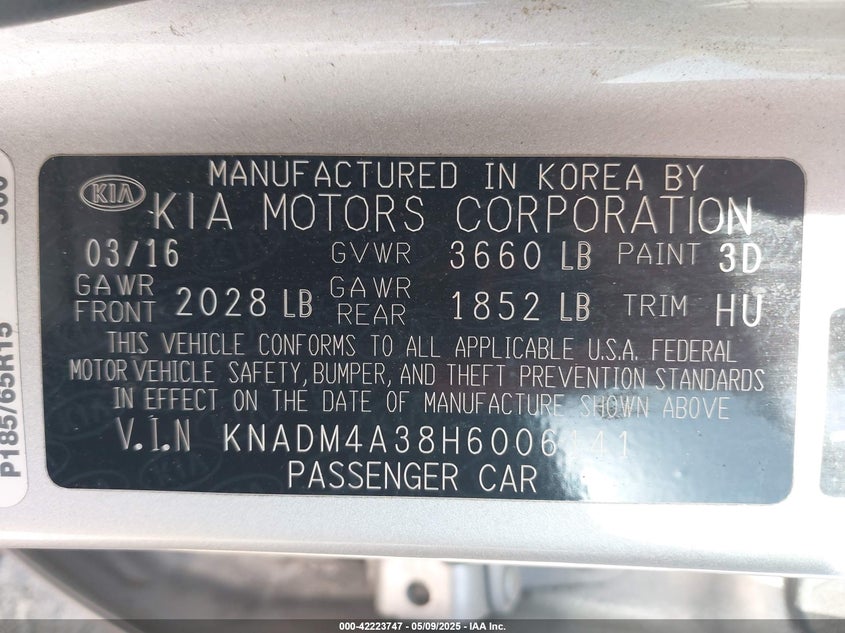 MANUFACTURED IN KOREA BY
KIA KIA MOTORS CORPORATION
03/16 GVWR 3660 LB PAINT 3D
GAWR FRONT 2028 LB GAWR REAR 1852 LB TRIM HU
THIS VEHICLE CONFORMS TO ALL APPLICABLE U.S.A. FEDERAL
MOTOR VEHICLE SAFETY, BUMPER, AND THEFT PREVENTION STANDARDS
IN EFFECT ON THE DATE OF MANUFACTURE SHOWN ABOVE
V.I.N KNADM4A38H6006141
PASSENGER CAR
P185/65R15
000-42223747 - 05/09/2025 - IAA, Inc.